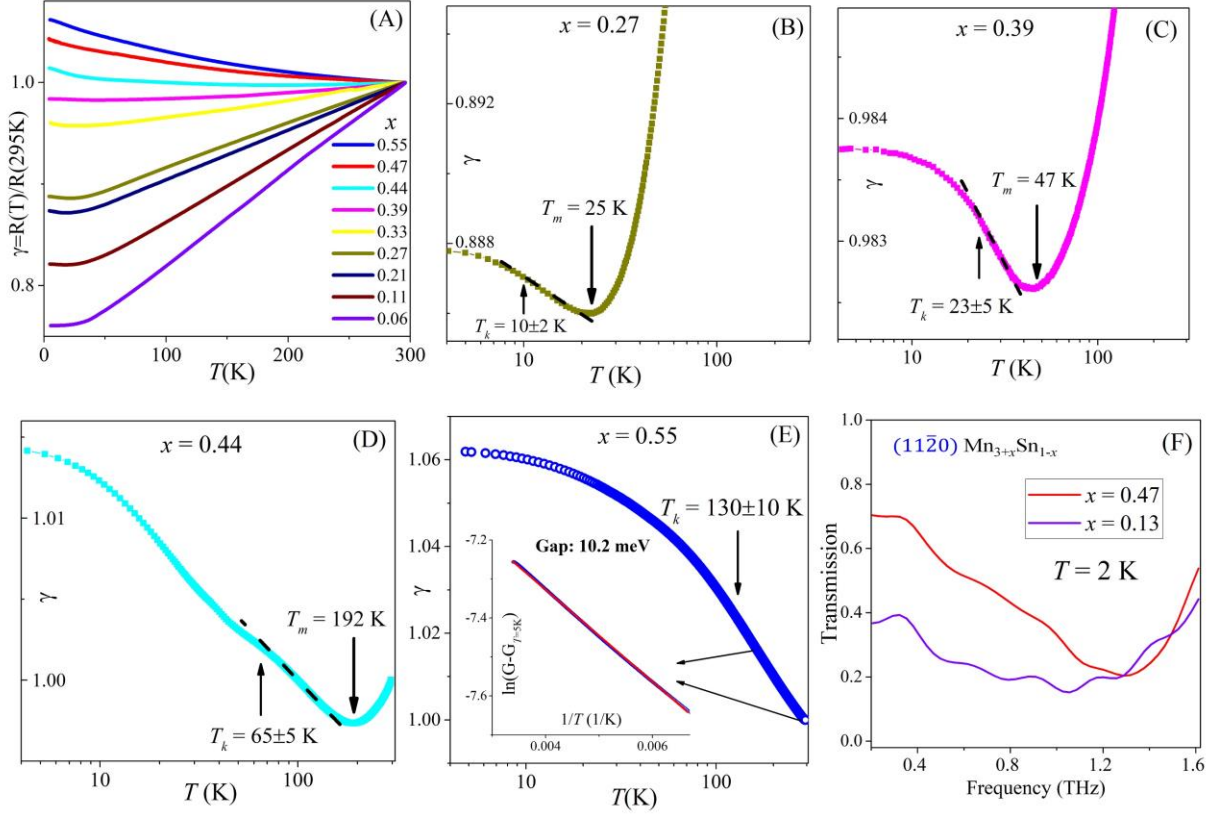 (A)
γ=R(T)/R(295K)
1.0
0.8
x
0.55
0.47
0.44
0.39
0.33
0.27
0.21
0.11
0.06
0 100 200 300
T(K)
(B)
x = 0.27
γ
0.892
0.888
T_m = 25 K
T_k = 10±2 K
10 100
T (K)
(C)
x = 0.39
γ
0.984
0.983
T_m = 47 K
T_k = 23±5 K
10 100
T (K)
(D)
x = 0.44
γ
1.01
1.00
T_m = 192 K
T_k = 65±5 K
10 100
T (K)
(E)
x = 0.55
γ
1.06
1.04
1.02
1.00
T_k = 130±10 K
Gap: 10.2 meV
ln(G-G_{T=5K})
-7.2
-7.4
-7.6
0.004 0.006
1/T (1/K)
10 100
T(K)
(F)
(112̄0) Mn₃₊ₓSn₁₋ₓ
x = 0.47
x = 0.13
T = 2 K
Transmission
1.0
0.8
0.6
0.4
0.2
0.0
0.4 0.8 1.2 1.6
Frequency (THz)